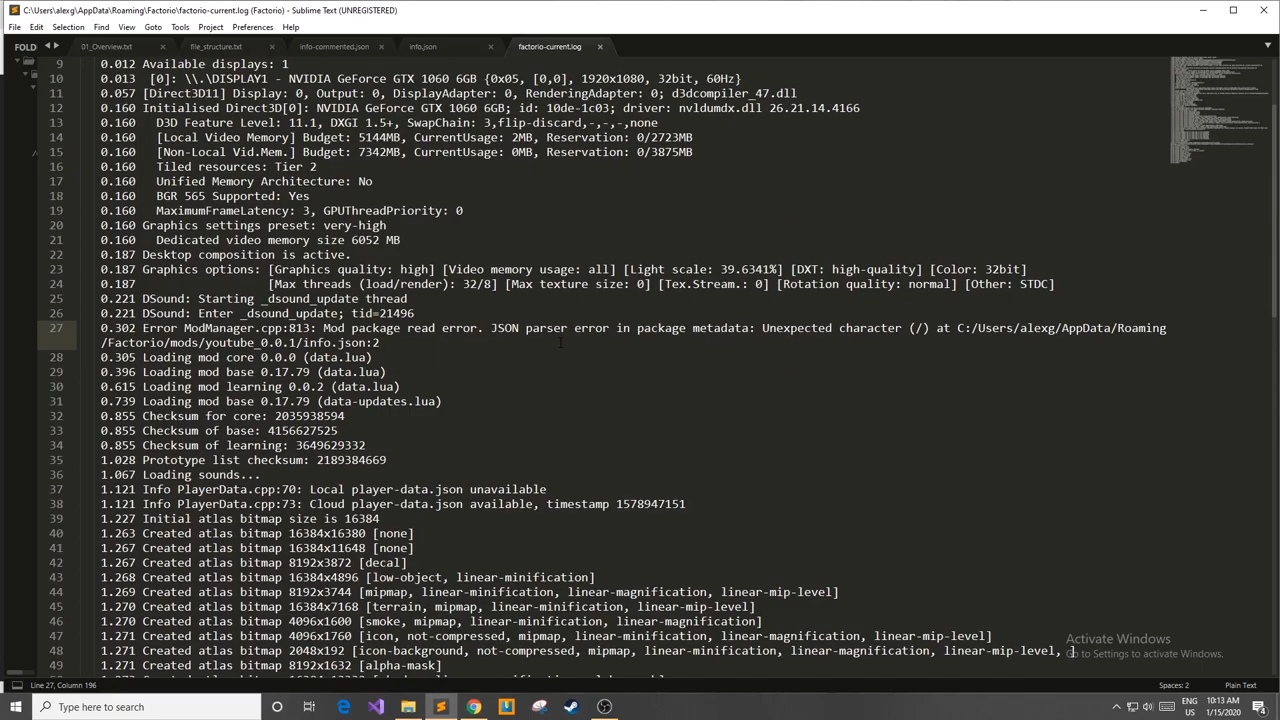 C:\Users\alexg\AppData\Roaming\Factorio\factorio-current.log (Factorio) - Sublime Text (UNREGISTERED)
File Edit Selection Find View Goto Tools Project Preferences Help
FOLD 01_Overview.txt file_structure.txt info-commented.json info.json factorio-current.log
9 0.012 Available displays: 1
10 0.013 [0]: \\.\DISPLAY1 - NVIDIA GeForce GTX 1060 6GB {0x05, [0,0], 1920x1080, 32bit, 60Hz}
11 0.057 [Direct3D11] Display: 0, Output: 0, DisplayAdapter: 0, RenderingAdapter: 0; d3dcompiler_47.dll
12 0.160 Initialised Direct3D[0]: NVIDIA GeForce GTX 1060 6GB; id: 10de-1c03; driver: nvldumdx.dll 26.21.14.4166
13 0.160 D3D Feature Level: 11.1, DXGI 1.5+, SwapChain: 3,flip-discard,-,-,-,none
14 0.160 [Local Video Memory] Budget: 5144MB, CurrentUsage: 2MB, Reservation: 0/2723MB
15 0.160 [Non-Local Vid.Mem.] Budget: 7342MB, CurrentUsage: 0MB, Reservation: 0/3875MB
16 0.160 Tiled resources: Tier 2
17 0.160 Unified Memory Architecture: No
18 0.160 BGR 565 Supported: Yes
19 0.160 MaximumFrameLatency: 3, GPUThreadPriority: 0
20 0.160 Graphics settings preset: very-high
21 0.160 Dedicated video memory size 6052 MB
22 0.187 Desktop composition is active.
23 0.187 Graphics options: [Graphics quality: high] [Video memory usage: all] [Light scale: 39.6341%] [DXT: high-quality] [Color: 32bit]
24 0.187 [Max threads (load/render): 32/8] [Max texture size: 0] [Tex.Stream.: 0] [Rotation quality: normal] [Other: STDC]
25 0.221 DSound: Starting _dsound_update thread
26 0.221 DSound: Enter _dsound_update; tid=21496
27 0.302 Error ModManager.cpp:813: Mod package read error. JSON parser error in package metadata: Unexpected character (/) at C:/Users/alexg/AppData/Roaming
/Factorio/mods/youtube_0.0.1/info.json:2
28 0.305 Loading mod core 0.0.0 (data.lua)
29 0.396 Loading mod base 0.17.79 (data.lua)
30 0.615 Loading mod learning 0.0.2 (data.lua)
31 0.739 Loading mod base 0.17.79 (data-updates.lua)
32 0.855 Checksum for core: 2035938594
33 0.855 Checksum of base: 4156627525
34 0.855 Checksum of learning: 3649629332
35 1.028 Prototype list checksum: 2189384669
36 1.067 Loading sounds...
37 1.121 Info PlayerData.cpp:70: Local player-data.json unavailable
38 1.121 Info PlayerData.cpp:73: Cloud player-data.json available, timestamp 1578947151
39 1.227 Initial atlas bitmap size is 16384
40 1.263 Created atlas bitmap 16384x16380 [none]
41 1.267 Created atlas bitmap 16384x11648 [none]
42 1.267 Created atlas bitmap 8192x3872 [decal]
43 1.268 Created atlas bitmap 16384x4896 [low-object, linear-minification]
44 1.269 Created atlas bitmap 8192x3744 [mipmap, linear-minification, linear-magnification, linear-mip-level]
45 1.270 Created atlas bitmap 16384x7168 [terrain, mipmap, linear-minification, linear-mip-level]
46 1.270 Created atlas bitmap 4096x1600 [smoke, mipmap, linear-minification, linear-magnification]
47 1.271 Created atlas bitmap 4096x1760 [icon, not-compressed, mipmap, linear-minification, linear-magnification, linear-mip-level]
48 1.271 Created atlas bitmap 2048x192 [icon-background, not-compressed, mipmap, linear-minification, linear-magnification, linear-mip-level, ]
49 1.271 Created atlas bitmap 8192x1632 [alpha-mask]
Activate Windows
Go to Settings to activate Windows.
Line 27, Column 196 Spaces: 2 Plain Text
Type here to search
ENG 10:13 AM
US 1/15/2020
4